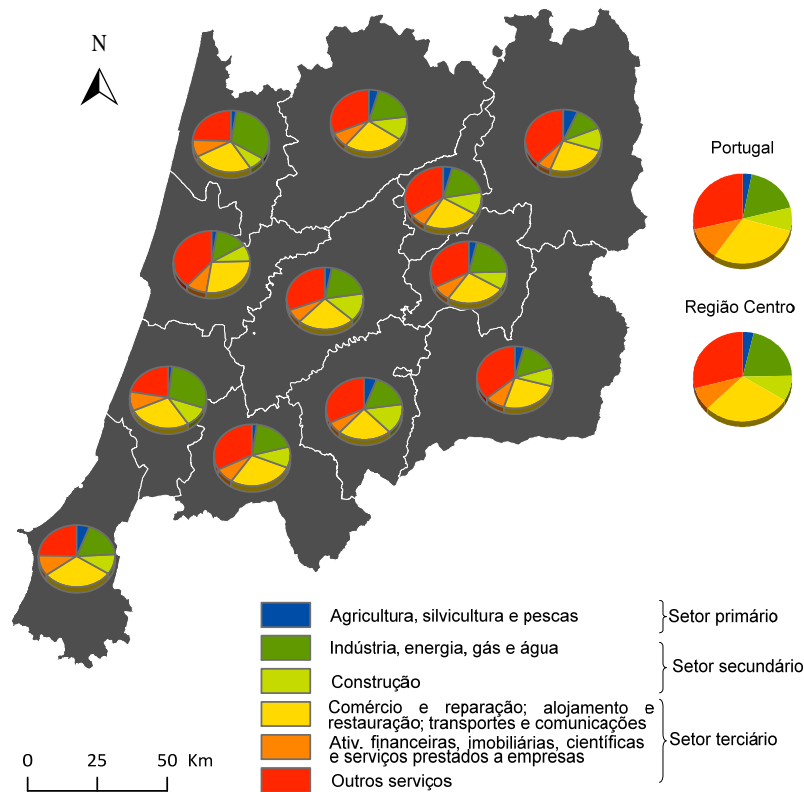 N
Portugal
Região Centro
Agricultura, silvicultura e pescas
Setor primário
Indústria, energia, gás e água
Setor secundário
Construção
Comércio e reparação; alojamento e
restauração; transportes e comunicações
Setor terciário
Ativ. financeiras, imobiliárias, científicas
e serviços prestados a empresas
Outros serviços
0 25 50 Km